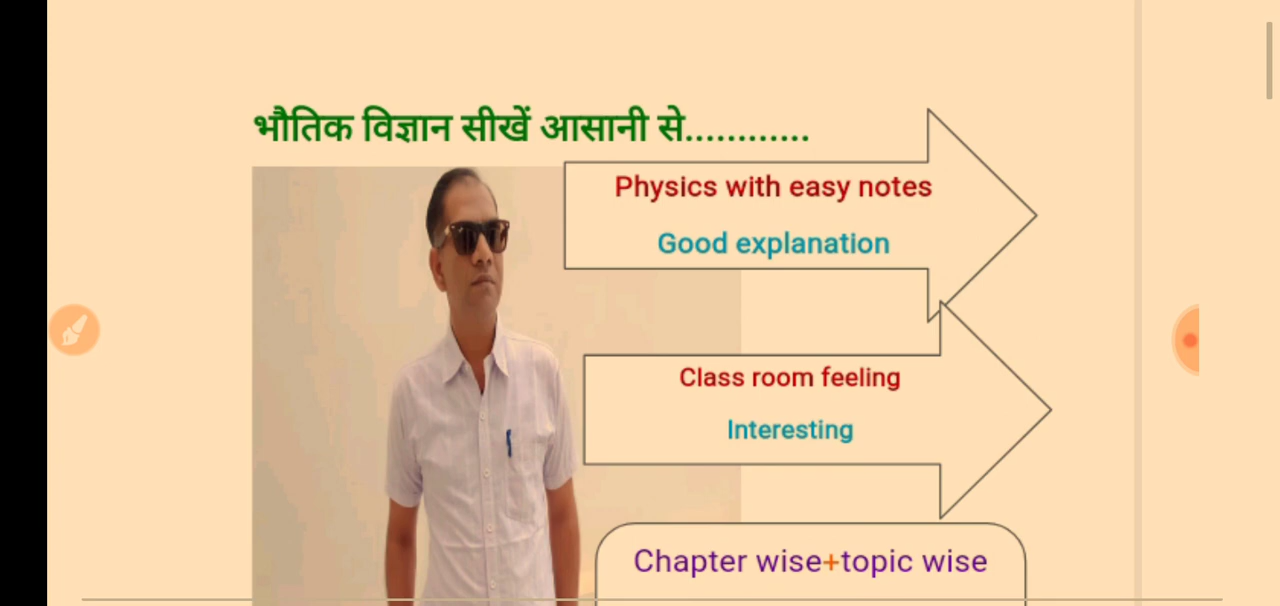 भौतिक विज्ञान सीखें आसानी से............
Physics with easy notes
Good explanation
Class room feeling
Interesting
Chapter wise+topic wise